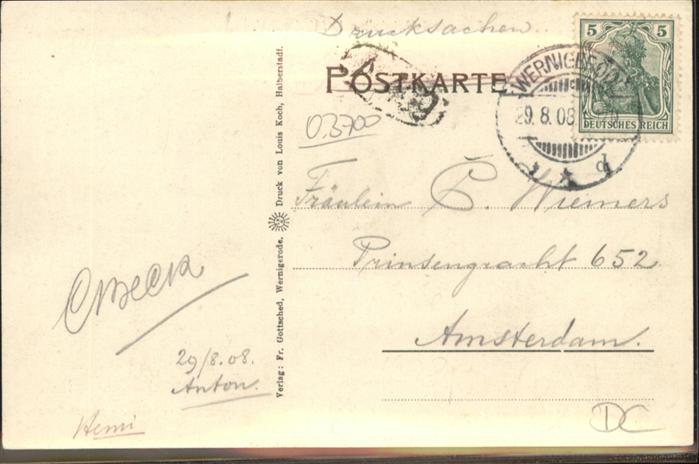 Drucksachen.
POSTKARTE
5 5
DEUTSCHES REICH
WERNIGERODE
29.8.08
d
03700
Fräulein C. Wiemers
Prinsengracht 652
Amsterdam.
29/8.08.
Anton.
DC
Verlag: Fr. Gottsched, Wernigerode. Druck von Louis Koch, Halberstadt.